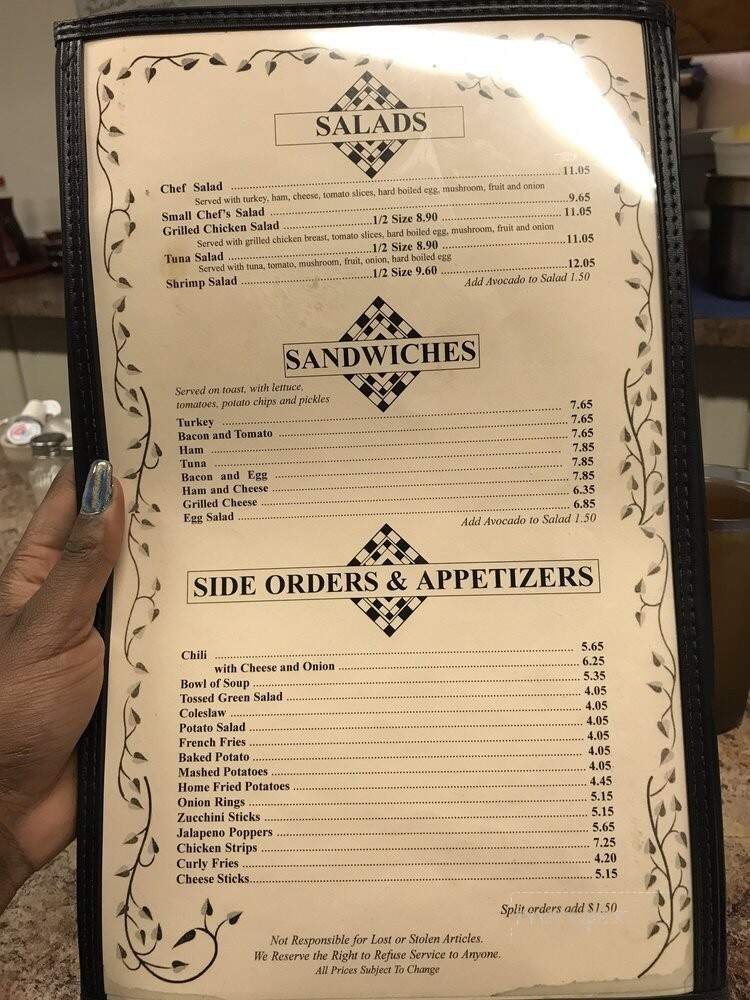 SALADS
Chef Salad ........ 11.05
Served with turkey, ham, cheese, tomato slices, hard boiled egg, mushroom, fruit and onion
Small Chef's Salad ........ 9.65
Grilled Chicken Salad ........ 1/2 Size 8.90 ........ 11.05
Served with grilled chicken breast, tomato slices, hard boiled egg, mushroom, fruit and onion
Tuna Salad ........ 1/2 Size 8.90 ........ 11.05
Served with tuna, tomato, mushroom, fruit, onion, hard boiled egg
Shrimp Salad ........ 1/2 Size 9.60 ........ 12.05
Add Avocado to Salad 1.50
SANDWICHES
Served on toast, with lettuce,
tomatoes, potato chips and pickles
Turkey ........ 7.65
Bacon and Tomato ........ 7.65
Ham ........ 7.65
Tuna ........ 7.85
Bacon and Egg ........ 7.85
Ham and Cheese ........ 7.85
Grilled Cheese ........ 6.35
Egg Salad ........ 6.85
Add Avocado to Salad 1.50
SIDE ORDERS & APPETIZERS
Chili ........ 5.65
with Cheese and Onion ........ 6.25
Bowl of Soup ........ 5.35
Tossed Green Salad ........ 4.05
Coleslaw ........ 4.05
Potato Salad ........ 4.05
French Fries ........ 4.05
Baked Potato ........ 4.05
Mashed Potatoes ........ 4.05
Home Fried Potatoes ........ 4.45
Onion Rings ........ 5.15
Zucchini Sticks ........ 5.15
Jalapeno Poppers ........ 5.65
Chicken Strips ........ 7.25
Curly Fries ........ 4.20
Cheese Sticks ........ 5.15
Split orders add $1.50
Not Responsible for Lost or Stolen Articles.
We Reserve the Right to Refuse Service to Anyone.
All Prices Subject To Change